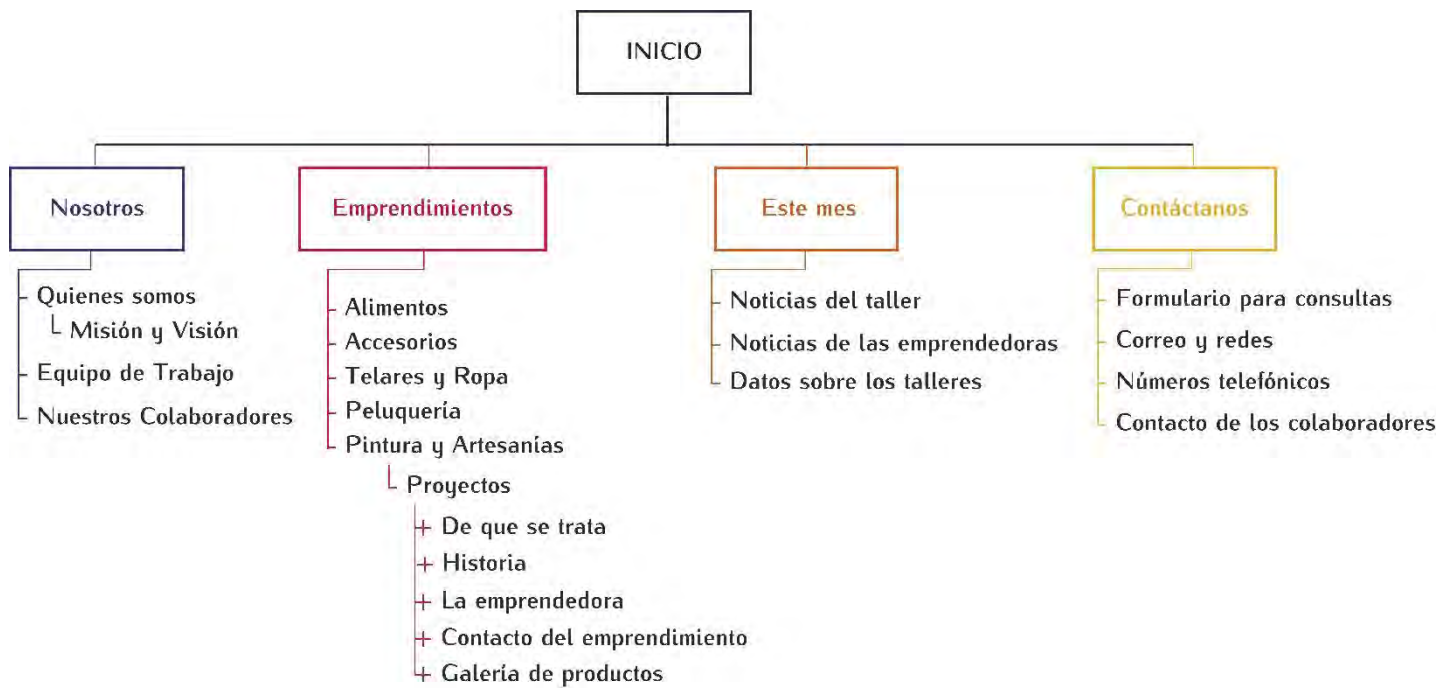 INICIO
Nosotros
Quienes somos
Misión y Visión
Equipo de Trabajo
Nuestros Colaboradores
Emprendimientos
Alimentos
Accesorios
Telares y Ropa
Peluquería
Pintura y Artesanías
Proyectos
De que se trata
Historia
La emprendedora
Contacto del emprendimiento
Galería de productos
Este mes
Noticias del taller
Noticias de las emprendedoras
Datos sobre los talleres
Contáctanos
Formulario para consultas
Correo y redes
Números telefónicos
Contacto de los colaboradores